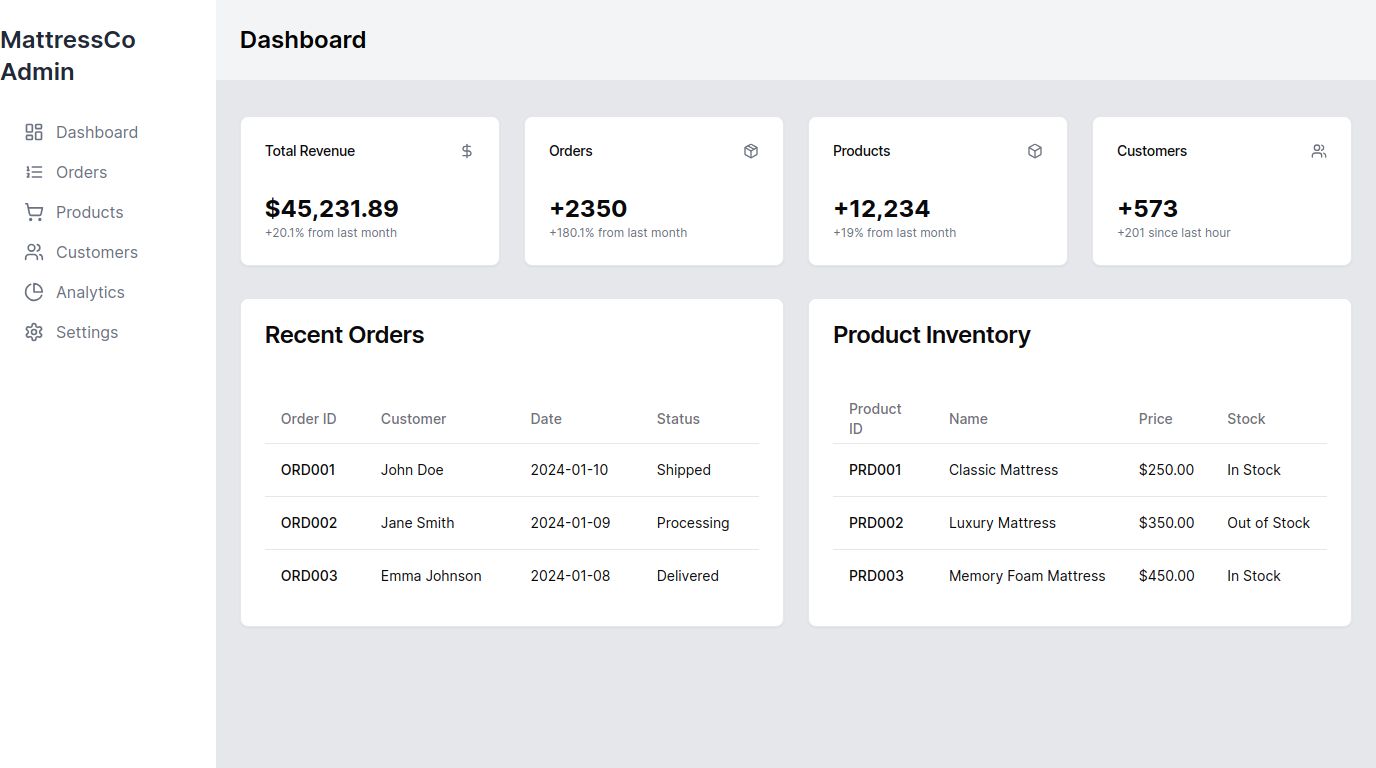 MattressCo
Admin
Dashboard
Orders
Products
Customers
Analytics
Settings
Dashboard
Total Revenue
$45,231.89
+20.1% from last month
Orders
+2350
+180.1% from last month
Products
+12,234
+19% from last month
Customers
+573
+201 since last hour
Recent Orders
Order ID Customer Date Status
ORD001 John Doe 2024-01-10 Shipped
ORD002 Jane Smith 2024-01-09 Processing
ORD003 Emma Johnson 2024-01-08 Delivered
Product Inventory
Product
ID Name Price Stock
PRD001 Classic Mattress $250.00 In Stock
PRD002 Luxury Mattress $350.00 Out of Stock
PRD003 Memory Foam Mattress $450.00 In Stock